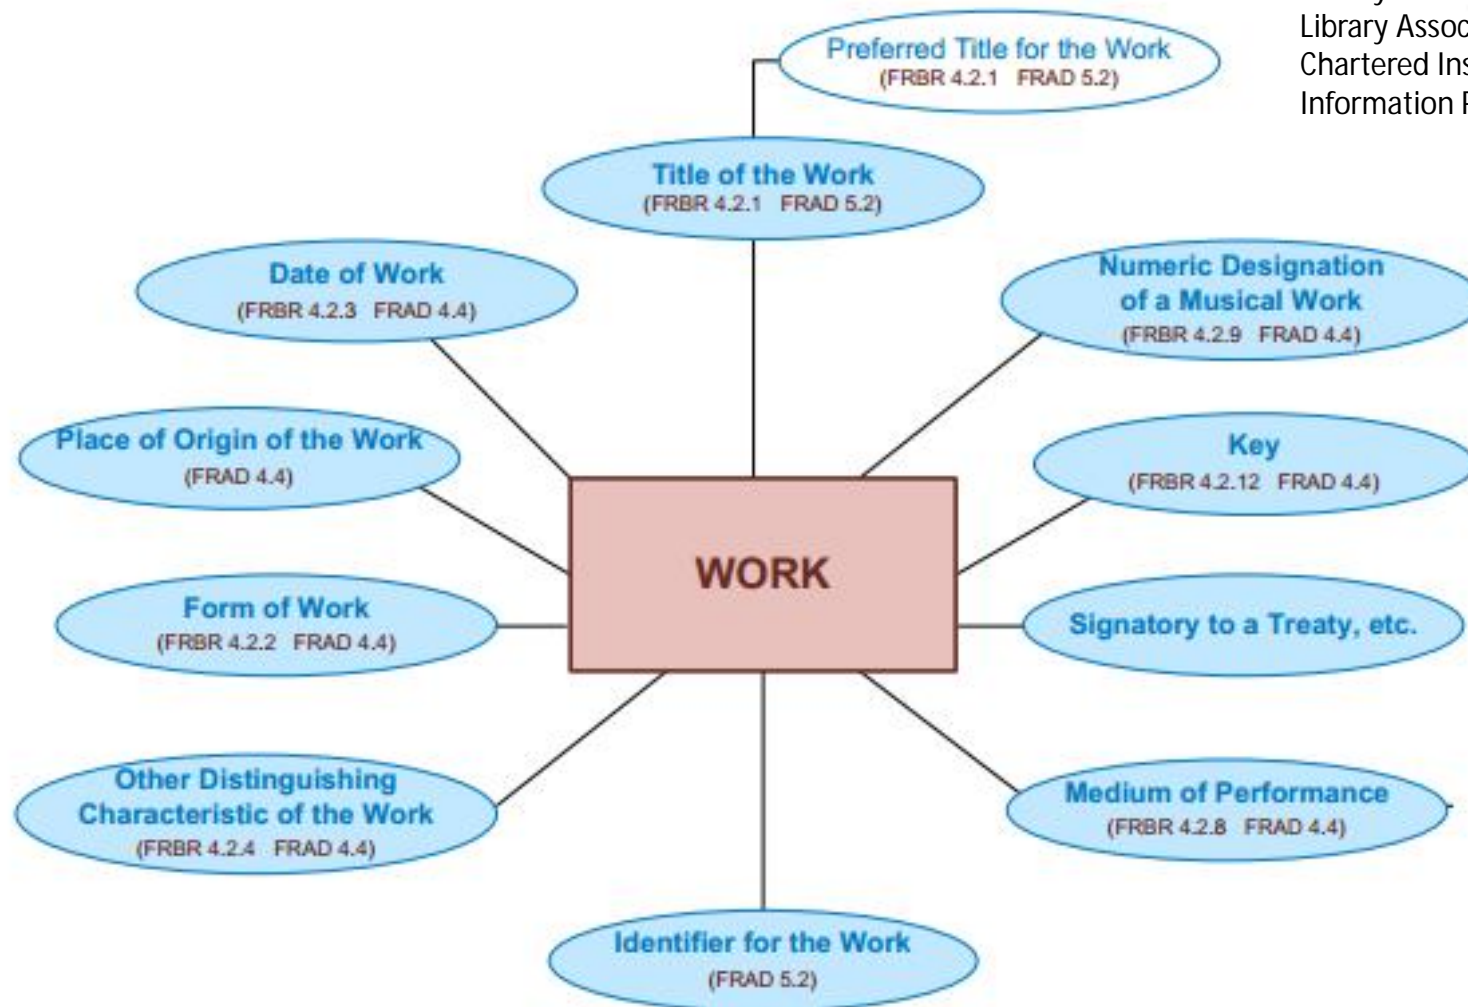 Library Assoc
Chartered Ins
Information P
Preferred Title for the Work
(FRBR 4.2.1 FRAD 5.2)
Title of the Work
(FRBR 4.2.1 FRAD 5.2)
Date of Work
(FRBR 4.2.3 FRAD 4.4)
Numeric Designation
of a Musical Work
(FRBR 4.2.9 FRAD 4.4)
Place of Origin of the Work
(FRAD 4.4)
Key
(FRBR 4.2.12 FRAD 4.4)
WORK
Form of Work
(FRBR 4.2.2 FRAD 4.4)
Signatory to a Treaty, etc.
Other Distinguishing
Characteristic of the Work
(FRBR 4.2.4 FRAD 4.4)
Medium of Performance
(FRBR 4.2.8 FRAD 4.4)
Identifier for the Work
(FRAD 5.2)